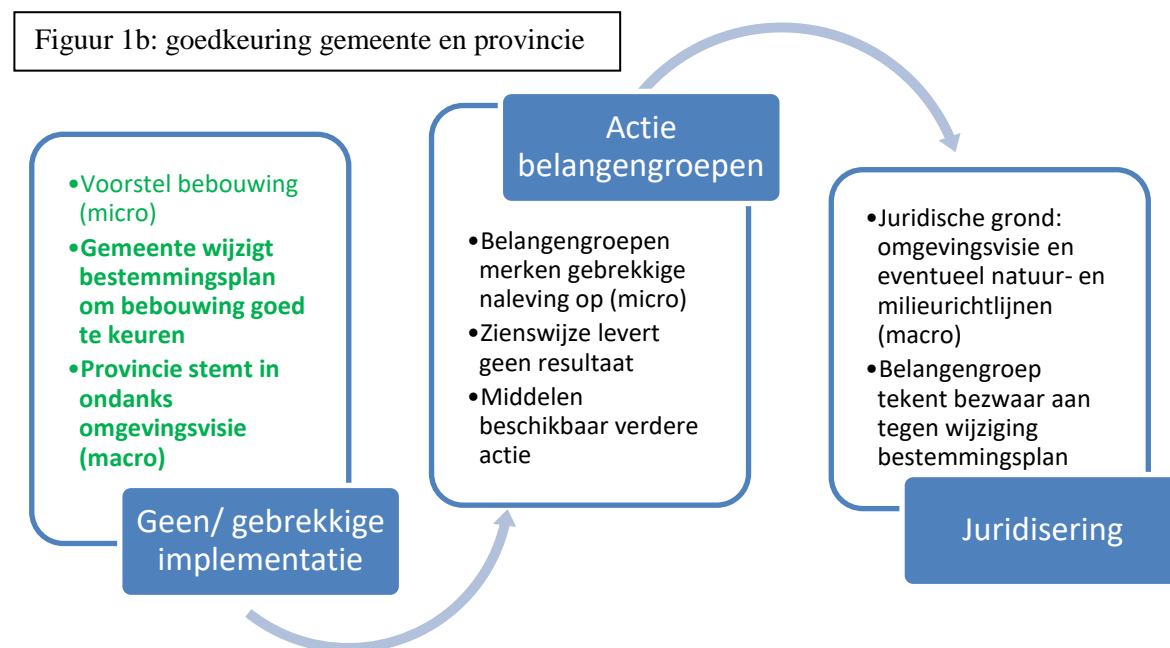 Figuur 1b: goedkeuring gemeente en provincie
•Voorstel bebouwing
(micro)
•Gemeente wijzigt
bestemmingsplan
om bebouwing goed
te keuren
•Provincie stemt in
ondanks
omgevingsvisie
(macro)
Geen/ gebrekkige
implementatie
Actie
belangengroepen
•Belangengroepen
merken gebrekkige
naleving op (micro)
•Zienswijze levert
geen resultaat
•Middelen
beschikbaar verdere
actie
•Juridische grond:
omgevingsvisie en
eventueel natuur- en
milieurichtlijnen
(macro)
•Belangengroep
tekent bezwaar aan
tegen wijziging
bestemmingsplan
Juridisering